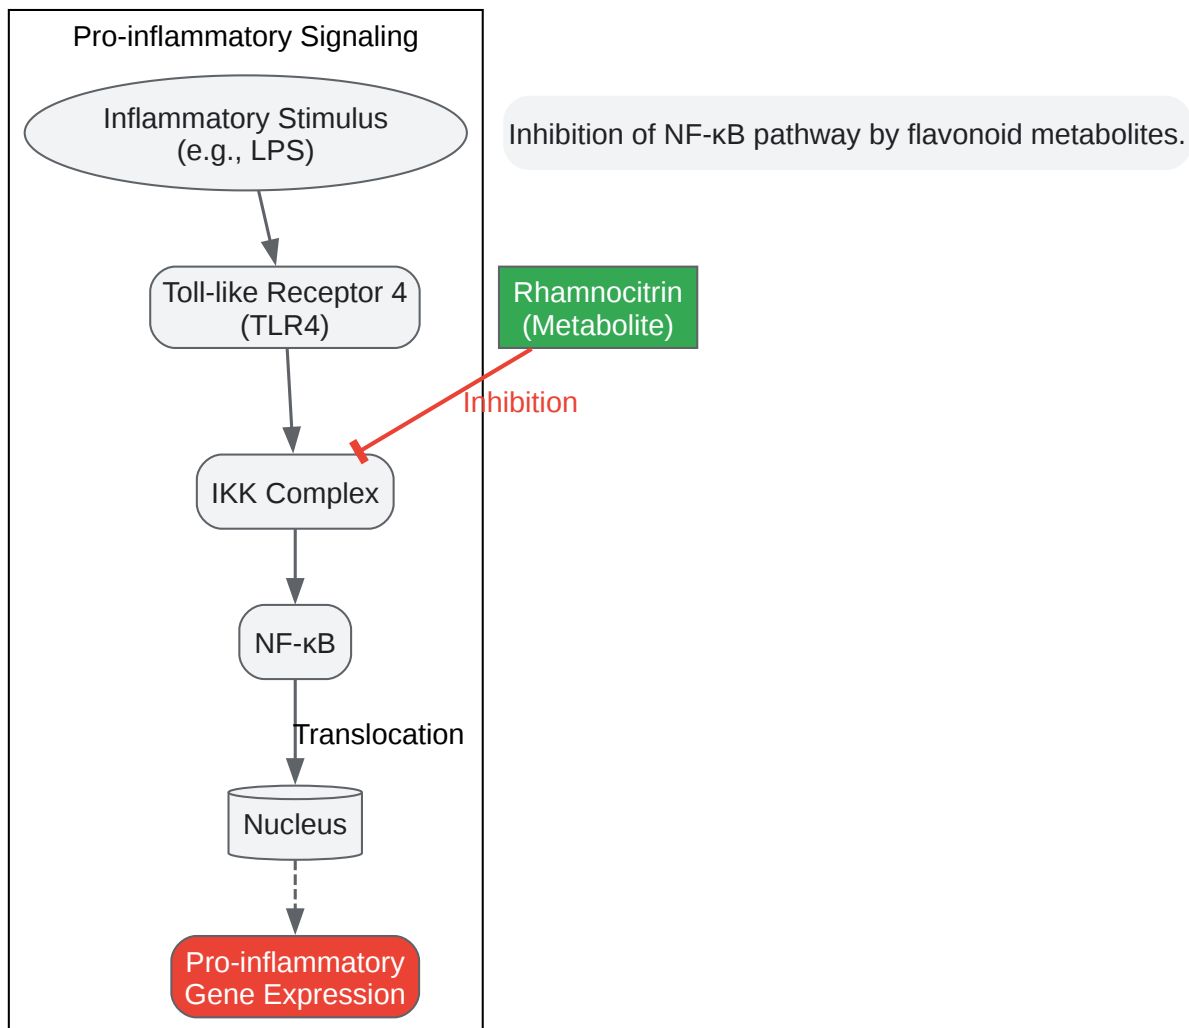 Pro-inflammatory Signaling
Inflammatory Stimulus
(e.g., LPS)
Inhibition of NF-κB pathway by flavonoid metabolites.
Toll-like Receptor 4
(TLR4)
Rhamnocitrin
(Metabolite)
Inhibition
IKK Complex
NF-κB
Translocation
Nucleus
Pro-inflammatory
Gene Expression